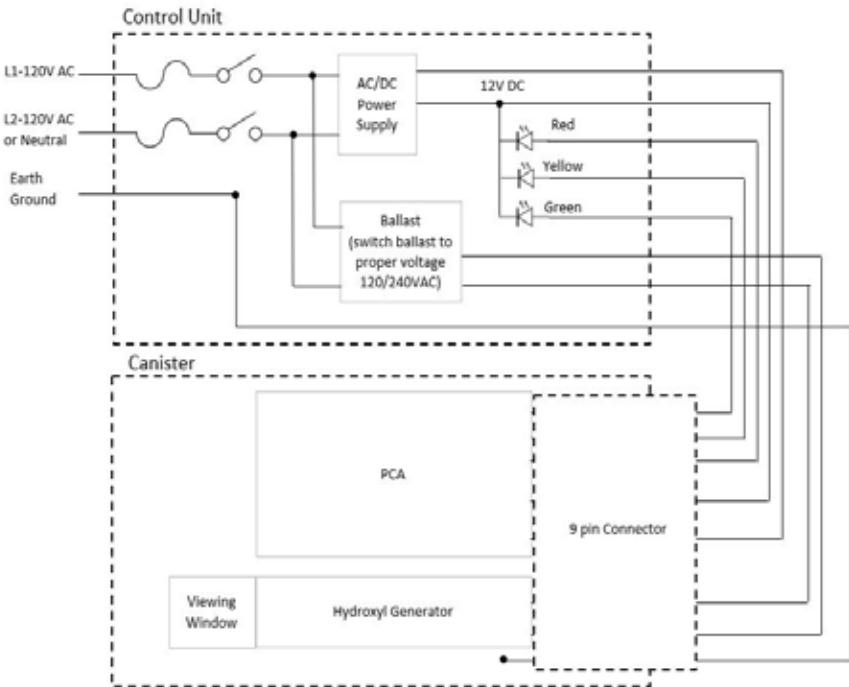 Control Unit
L1-120V AC
L2-120V AC
or Neutral
Earth
Ground
AC/DC
Power
Supply
12V DC
Red
Yellow
Green
Ballast
(switch ballast to
proper voltage
120/240VAC)
Canister
PCA
9 pin Connector
Viewing
Window
Hydroxyl Generator